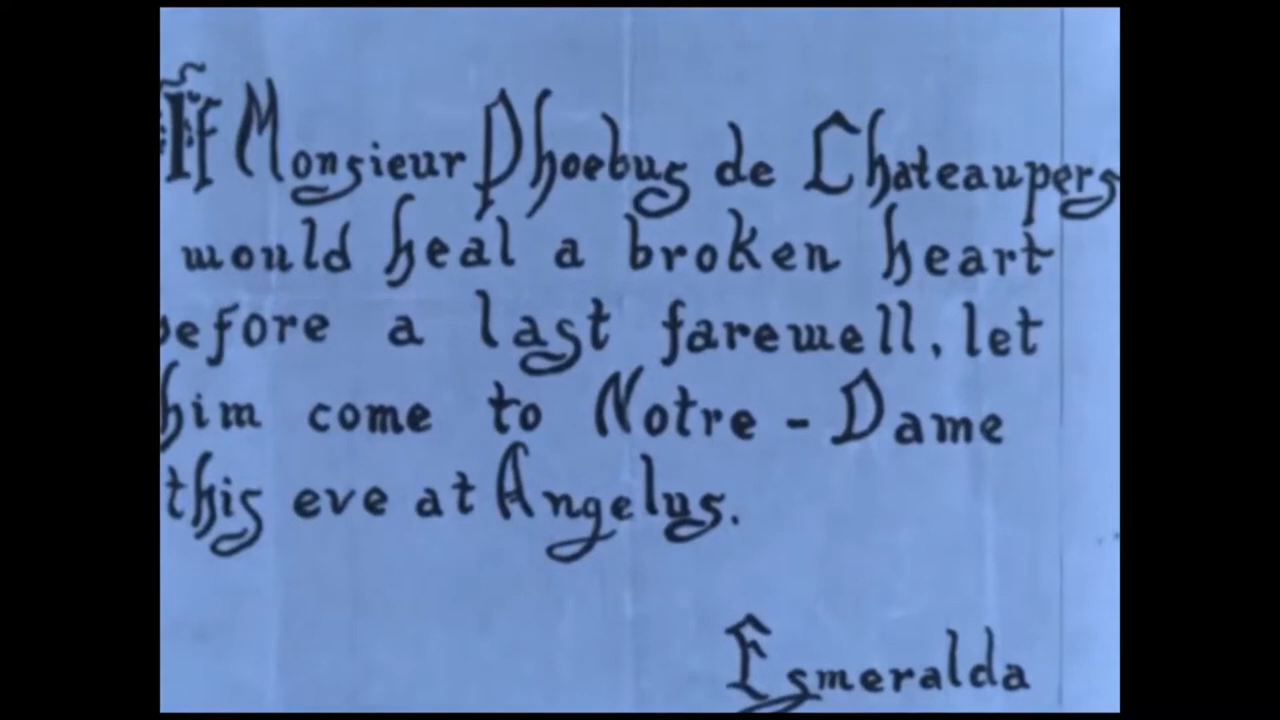 If Monsieur Phoebus de Chateaupers
would heal a broken heart
before a last farewell, let
him come to Notre-Dame
this eve at Angelus.
Esmeralda